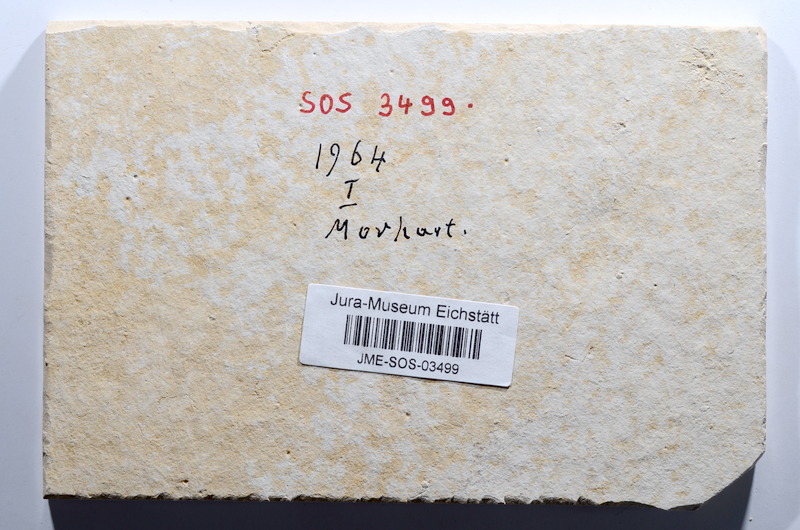 SOS 3499.
1964
I
Morhart.
Jura-Museum Eichstätt
JME-SOS-03499